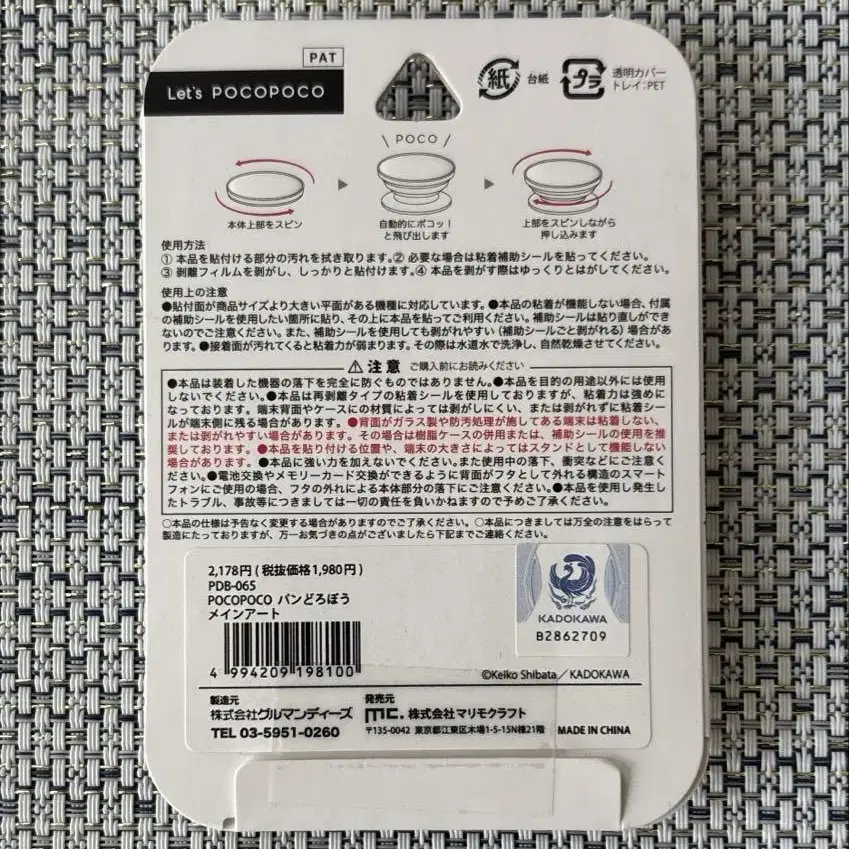 PAT
Let's POCOPOCO
紙
台紙
プラ
透明カバー
トレイ:PET
\ POCO /
本体上部をスピン
自動的にポコッ!
と飛び出します
上部をスピンしながら
押し込みます
使用方法
① 本品を貼付ける部分の汚れを拭き取ります。② 必要な場合は粘着補助シールを貼ってください。
③ 剥離フィルムを剥がし、しっかりと貼付けます。④ 本品を剥がす際はゆっくりとはがしてください。
使用上の注意
●貼付面が商品サイズより大きい平面がある機種に対応しています。●本品の粘着が機能しない場合、付属
の補助シールを使用したい箇所に貼り、その上に本品を貼ってご利用ください。補助シールは貼り直しができ
ないのでご注意ください。また、補助シールを使用しても剥がれやすい(補助シールごと剥がれる)場合があ
ります。●接着面が汚れてくると粘着力が弱まります。その際は水道水で洗浄し、自然乾燥させてください。
⚠注意 ご購入前にお読みください
●本品は装着した機器の落下を完全に防ぐものではありません。●本品を目的の用途以外には使用
しないでください。●本品は再剥離タイプの粘着シールを使用しておりますが、粘着力は強めに
なっております。端末背面やケースにの材質によっては剥がしにくい、または剥がれずに粘着シー
ルが端末側に残る場合があります。●背面がガラス製や防汚処理が施してある端末は粘着しない、
または剥がれやすい場合があります。その場合は樹脂ケースの併用または、補助シールの使用を推
奨しております。●本品を貼り付ける位置や、端末の大きさによってはスタンドとして機能しない
場合があります。●本品に強い力を加えないでください。また使用中の落下、衝突などにご注意くだ
さい。●電池交換やメモリーカード交換ができるように背面がフタとして外れる構造のスマート
フォンにご使用の場合、フタの外れによる本体部分の落下にご注意ください。●本品を使用し発生し
たトラブル、事故等につきましては一切の責任を負いかねますので予めご了承ください。
○本品の仕様は予告なく変更する場合がありますのでご了承ください。○本品につきましては万全の注意をはらって
製造にたっておりますが、万一お気づきの点がございましたら下記までご連絡ください。
2,178円(税抜価格1,980円)
PDB-065
POCOPOCO パンどろぼう
メインアート
4 994209 198100
KADOKAWA
B2862709
©Keiko Shibata/KADOKAWA
製造元
株式会社グルマンディーズ
TEL 03-5951-0260
発売元
mc. 株式会社マリモクラフト
〒135-0042 東京都江東区木場1-5-15N棟21階
MADE IN CHINA